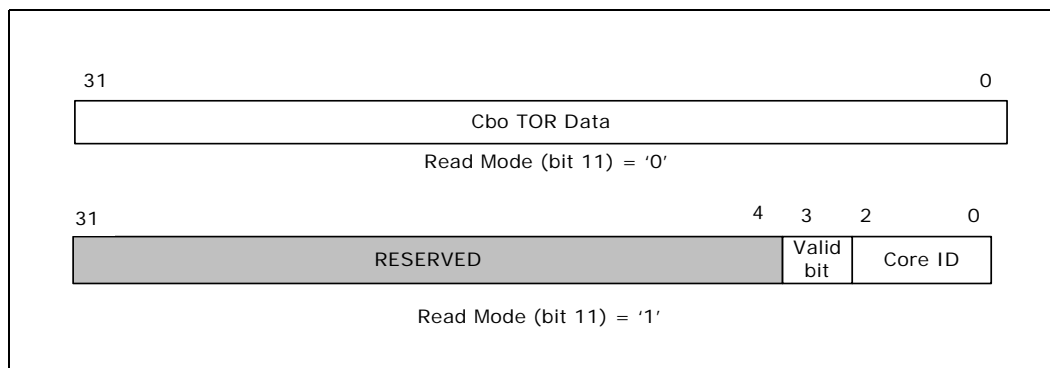 31 0
Cbo TOR Data
Read Mode (bit 11) = ‘0’
31 4 3 2 0
RESERVED Valid bit Core ID
Read Mode (bit 11) = ‘1’